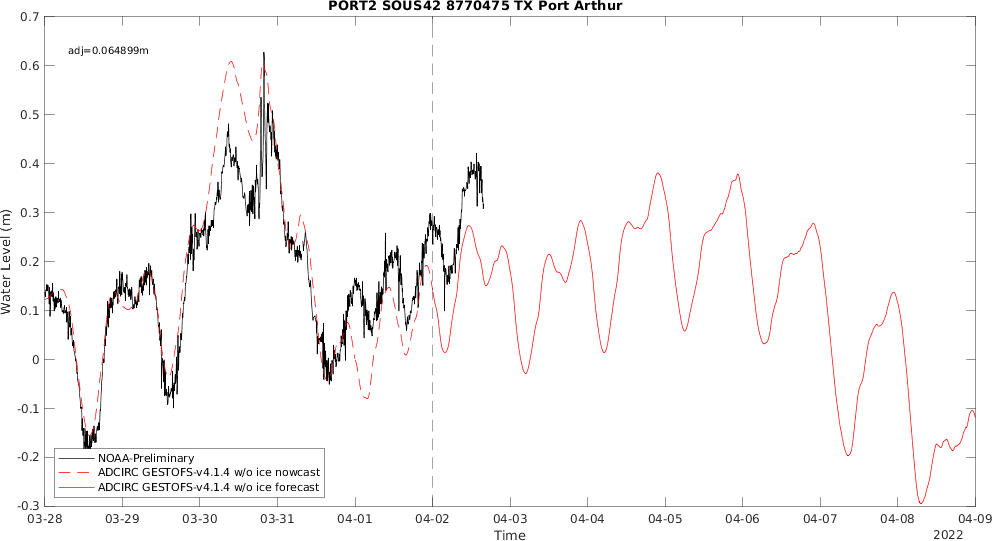 PORT2 SOUS42 8770475 TX Port Arthur
adj=0.064899m
Water Level (m)
0.7
0.6
0.5
0.4
0.3
0.2
0.1
0
-0.1
-0.2
-0.3
NOAA-Preliminary
ADCIRC GESTOFS-v4.1.4 w/o ice nowcast
ADCIRC GESTOFS-v4.1.4 w/o ice forecast
03-28 03-29 03-30 03-31 04-01 04-02 04-03 04-04 04-05 04-06 04-07 04-08 04-09
Time
2022